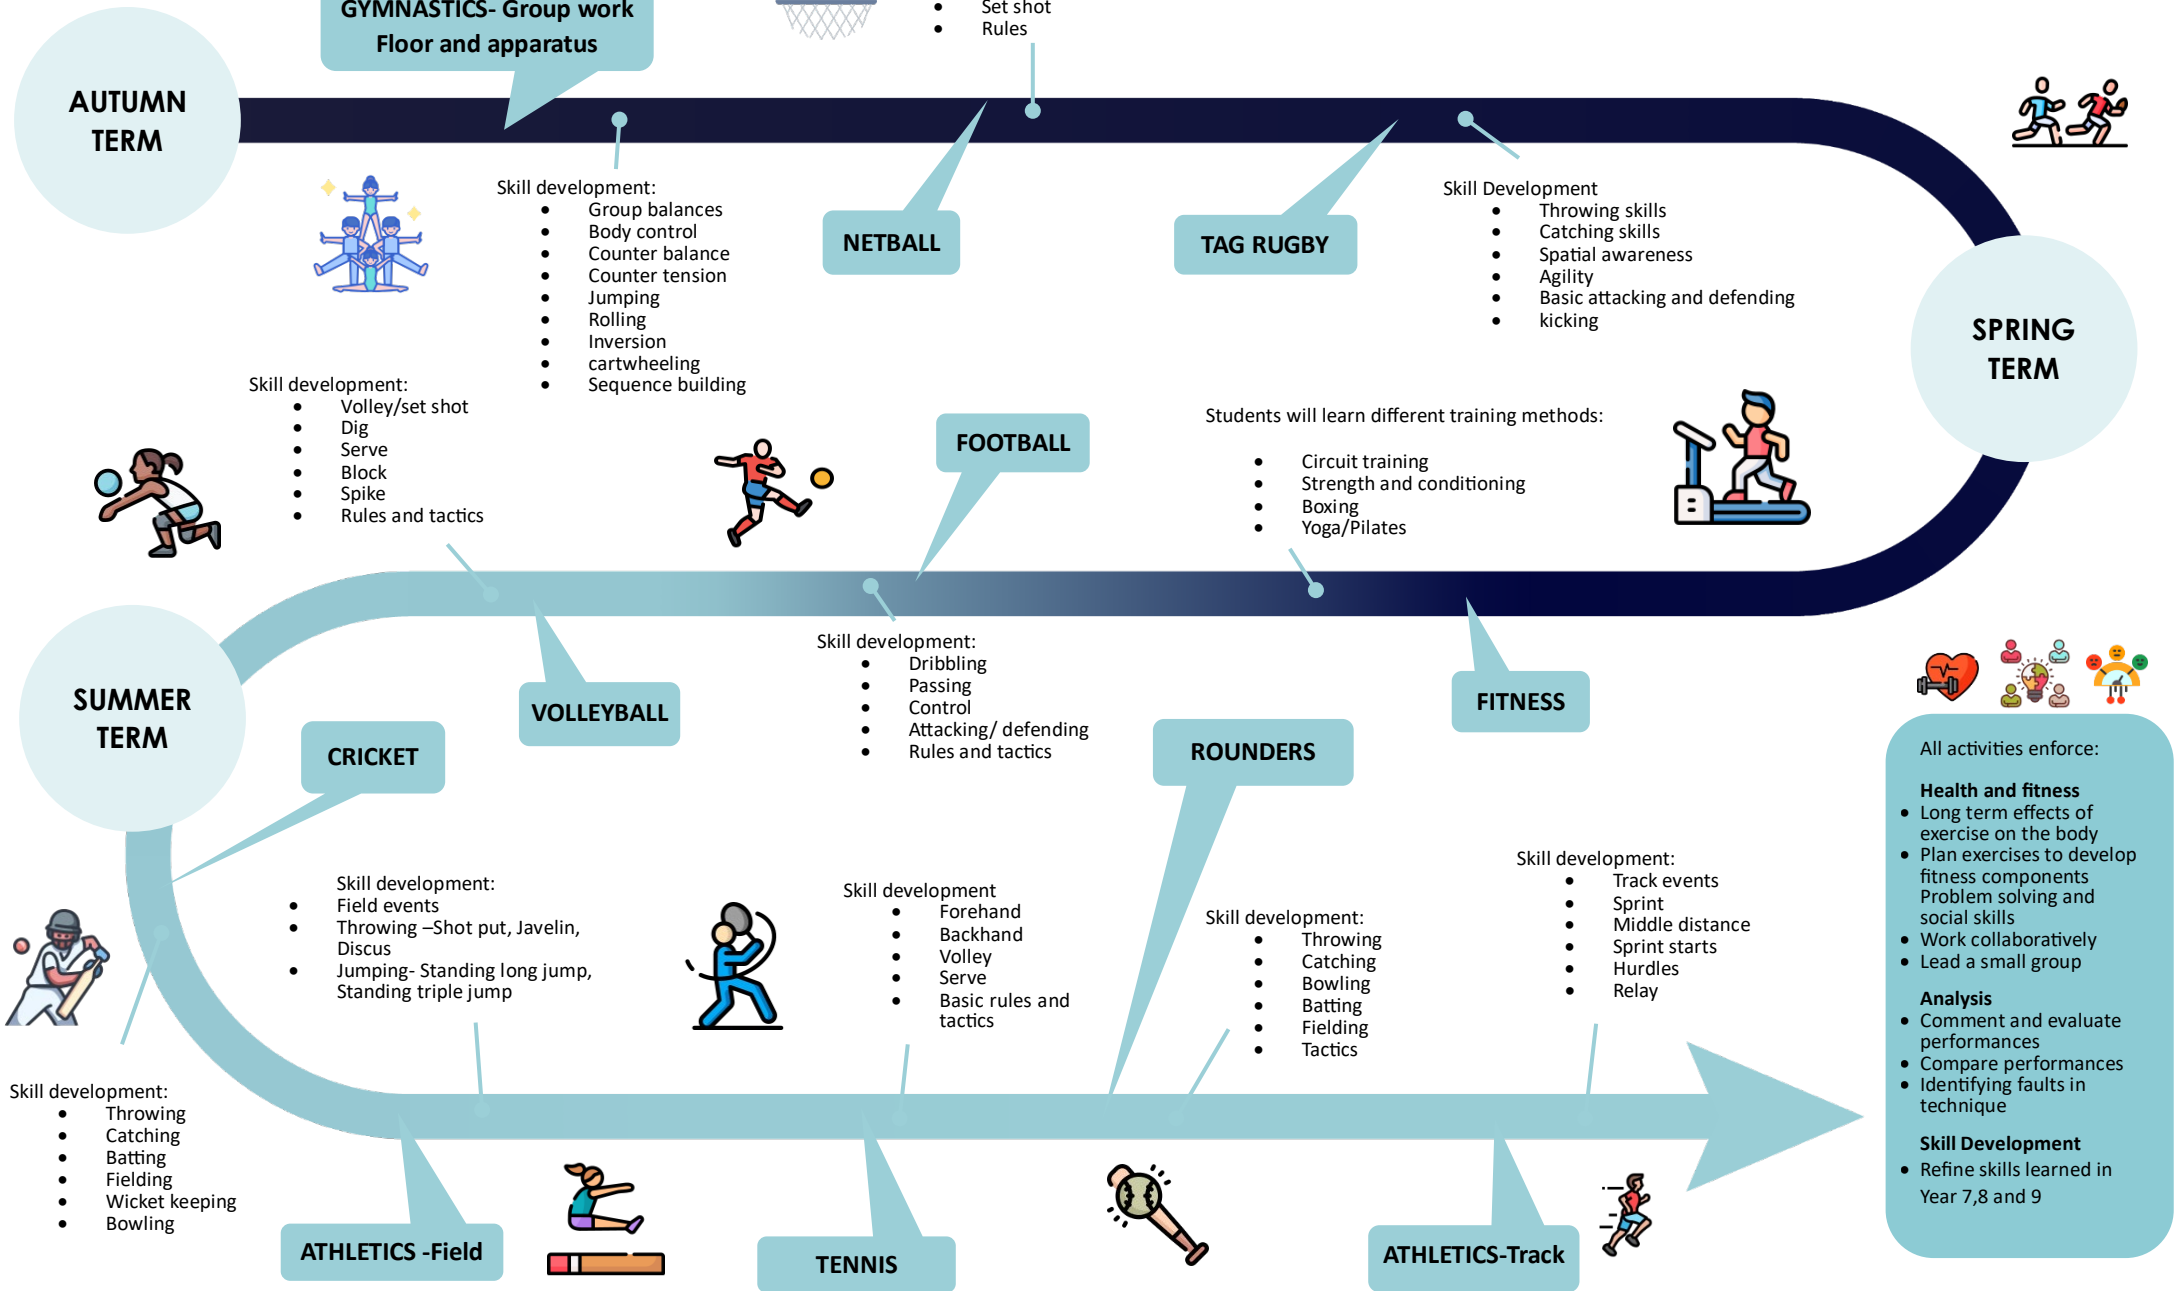 GYMNASTICS- Group work
Floor and apparatus
• Set shot
• Rules
AUTUMN
TERM
Skill development:
• Group balances
• Body control
• Counter balance
• Counter tension
• Jumping
• Rolling
• Inversion
• cartwheeling
• Sequence building
NETBALL
TAG RUGBY
Skill Development
• Throwing skills
• Catching skills
• Spatial awareness
• Agility
• Basic attacking and defending
• kicking
SPRING
TERM
Skill development:
• Volley/set shot
• Dig
• Serve
• Block
• Spike
• Rules and tactics
FOOTBALL
Students will learn different training methods:
• Circuit training
• Strength and conditioning
• Boxing
• Yoga/Pilates
SUMMER
TERM
VOLLEYBALL
Skill development:
• Dribbling
• Passing
• Control
• Attacking/ defending
• Rules and tactics
FITNESS
CRICKET
ROUNDERS
Skill development:
• Field events
• Throwing –Shot put, Javelin,
Discus
• Jumping- Standing long jump,
Standing triple jump
Skill development
• Forehand
• Backhand
• Volley
• Serve
• Basic rules and
tactics
Skill development:
• Throwing
• Catching
• Bowling
• Batting
• Fielding
• Tactics
Skill development:
• Track events
• Sprint
• Middle distance
• Sprint starts
• Hurdles
• Relay
Skill development:
• Throwing
• Catching
• Batting
• Fielding
• Wicket keeping
• Bowling
ATHLETICS -Field
TENNIS
ATHLETICS-Track
All activities enforce:
Health and fitness
• Long term effects of
exercise on the body
• Plan exercises to develop
fitness components
Problem solving and
social skills
• Work collaboratively
• Lead a small group
Analysis
• Comment and evaluate
performances
• Compare performances
• Identifying faults in
technique
Skill Development
• Refine skills learned in
Year 7,8 and 9